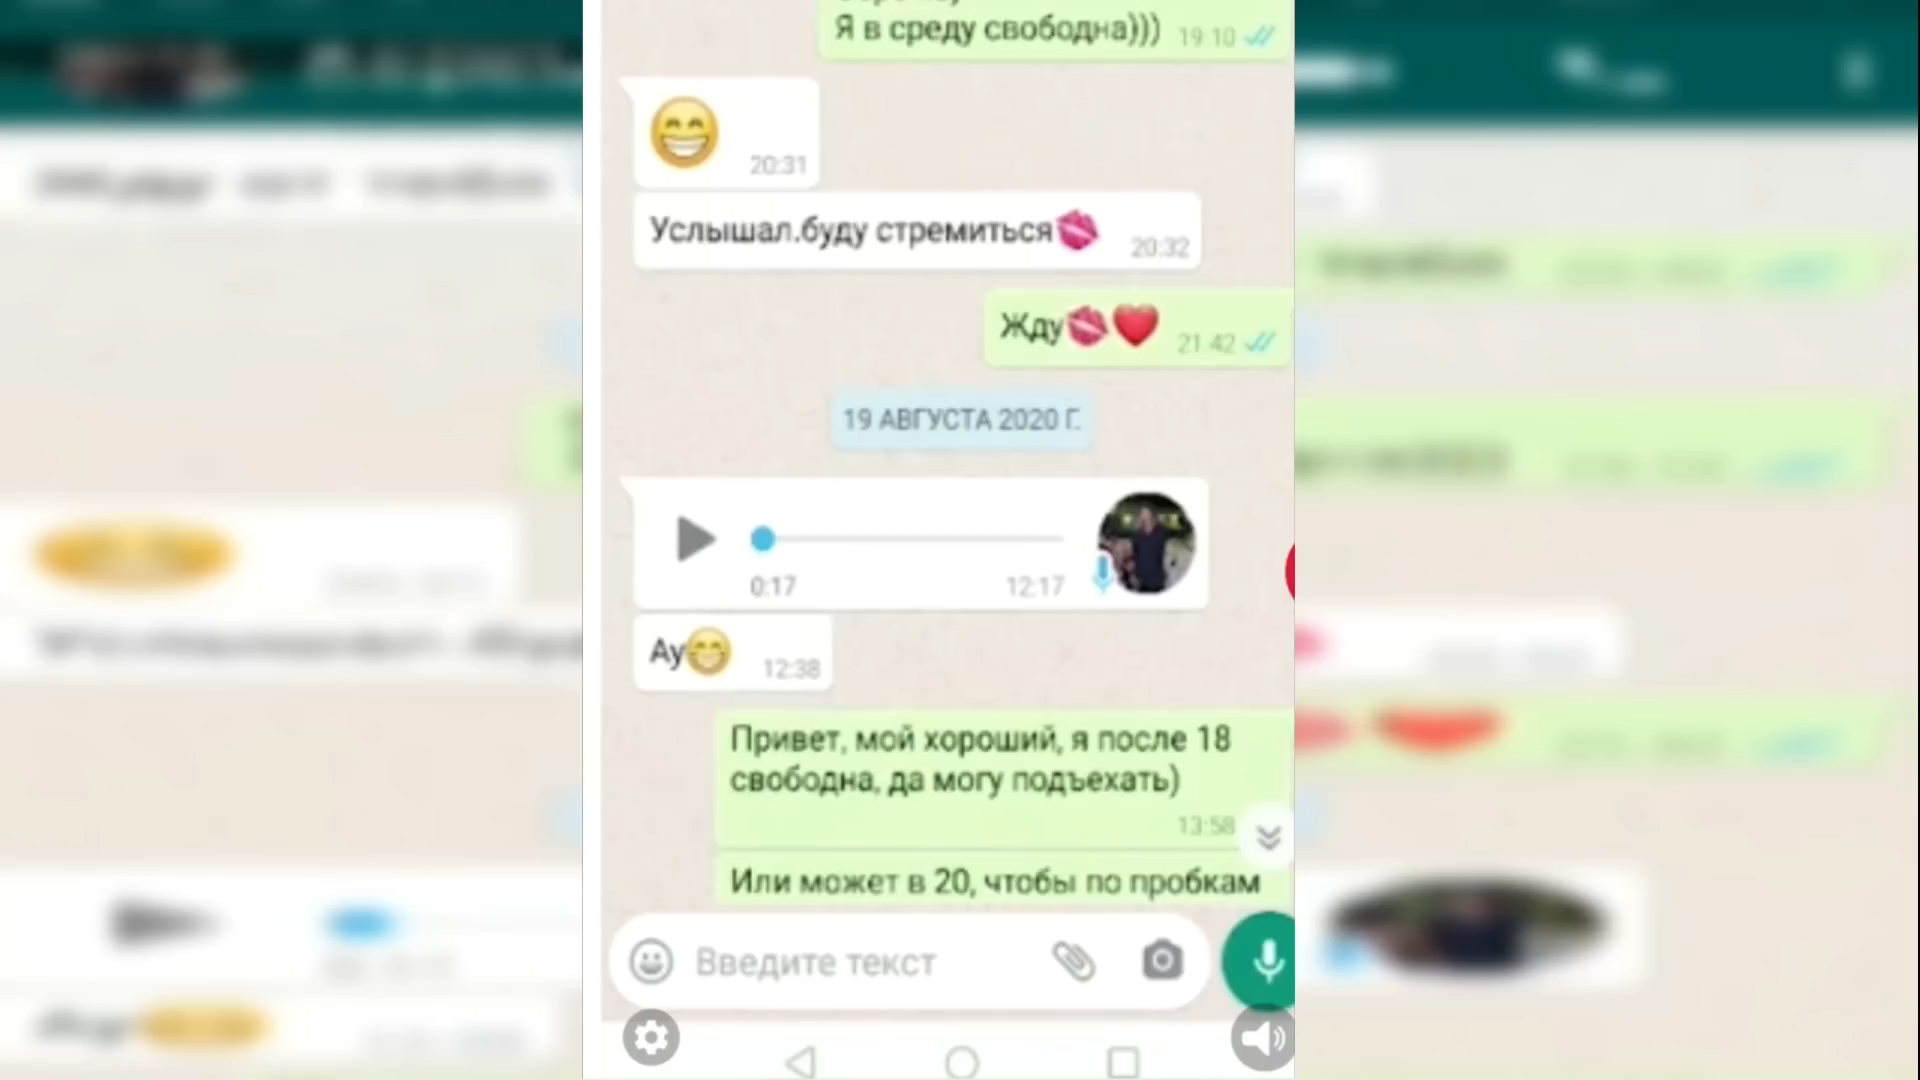 Я в среду свободна)))
19:10
20:31
Услышал.буду стремиться
20:32
Жду
21:42
19 АВГУСТА 2020 Г.
0:17
12:17
Ау
12:38
Привет, мой хороший, я после 18
свободна, да могу подъехать)
13:58
Или может в 20, чтобы по пробкам
Введите текст